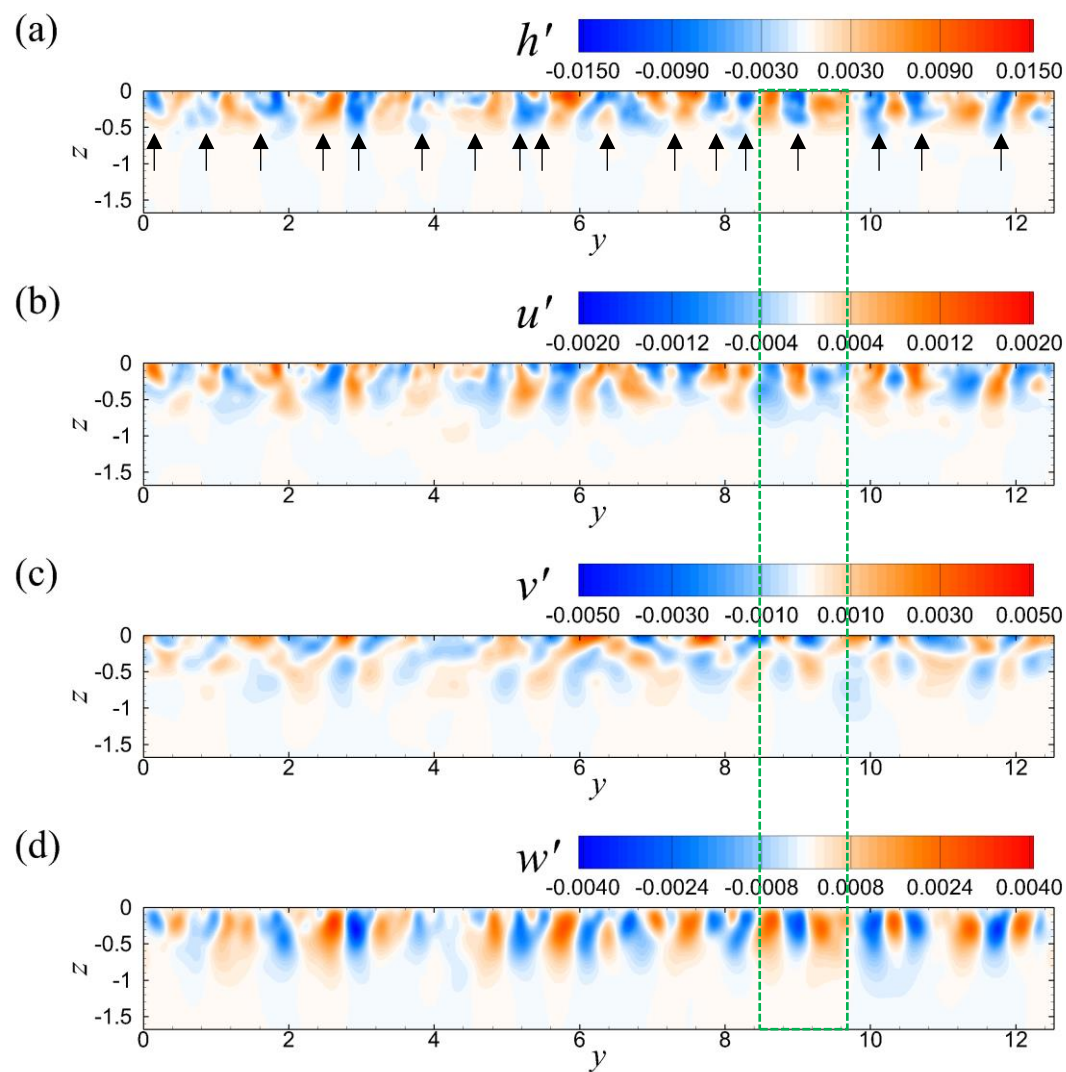 (a)
h'
-0.0150 -0.0090 -0.0030 0.0030 0.0090 0.0150
0
-0.5
-1
-1.5
z
0 2 4 6 8 10 12
y
(b)
u'
-0.0020 -0.0012 -0.0004 0.0004 0.0012 0.0020
0
-0.5
-1
-1.5
z
0 2 4 6 8 10 12
y
(c)
v'
-0.0050 -0.0030 -0.0010 0.0010 0.0030 0.0050
0
-0.5
-1
-1.5
z
0 2 4 6 8 10 12
y
(d)
w'
-0.0040 -0.0024 -0.0008 0.0008 0.0024 0.0040
0
-0.5
-1
-1.5
z
0 2 4 6 8 10 12
y